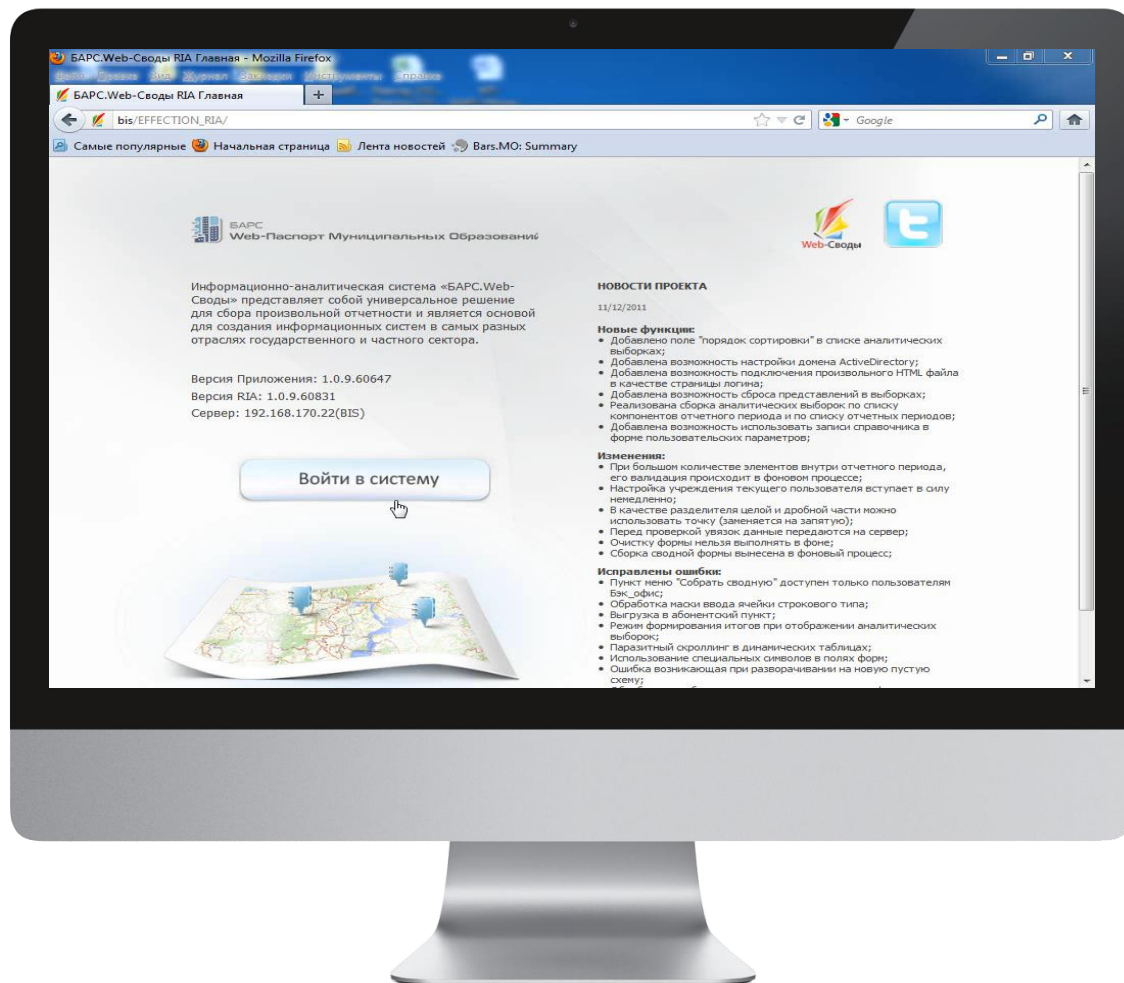 БАРС.Web-Своды RIA Главная - Mozilla Firefox
Файл Правка Вид Журнал Закладки Инструменты Справка
БАРС.Web-Своды RIA Главная
bis/EFFECTION_RIA/
Google
Самые популярные Начальная страница Лента новостей Bars.MO: Summary
БАРС
Web-Паспорт Муниципальных Образований
Web-Своды
Информационно-аналитическая система «БАРС.Web-
Своды» представляет собой универсальное решение
для сбора произвольной отчетности и является основой
для создания информационных систем в самых разных
отраслях государственного и частного сектора.
Версия Приложения: 1.0.9.60647
Версия RIA: 1.0.9.60831
Сервер: 192.168.170.22(BIS)
Войти в систему
НОВОСТИ ПРОЕКТА
11/12/2011
Новые функции:
• Добавлено поле "порядок сортировки" в списке аналитических
выборках;
• Добавлена возможность настройки домена ActiveDirectory;
• Добавлена возможность подключения произвольного HTML файла
в качестве страницы логина;
• Добавлена возможность сброса представлений в выборках;
• Реализована сборка аналитических выборок по списку
компонентов отчетного периода и по списку отчетных периодов;
• Добавлена возможность использовать записи справочника в
форме пользовательских параметров;
Изменения:
• При большом количестве элементов внутри отчетного периода,
его валидация происходит в фоновом процессе;
• Настройка учреждения текущего пользователя вступает в силу
немедленно;
• В качестве разделителя целой и дробной части можно
использовать точку (заменяется на запятую);
• Перед проверкой увязок данные передаются на сервер;
• Очистку формы нельзя выполнять в фоне;
• Сборка сводной формы вынесена в фоновый процесс;
Исправлены ошибки:
• Пункт меню "Собрать сводную" доступен только пользователям
Бэк_офис;
• Обработка маски ввода ячейки строкового типа;
• Выгрузка в абонентский пункт;
• Режим формирования итогов при отображении аналитических
выборок;
• Паразитный скроллинг в динамических таблицах;
• Использование специальных символов в полях форм;
• Ошибка возникающая при разворачивании на новую пустую
схему;